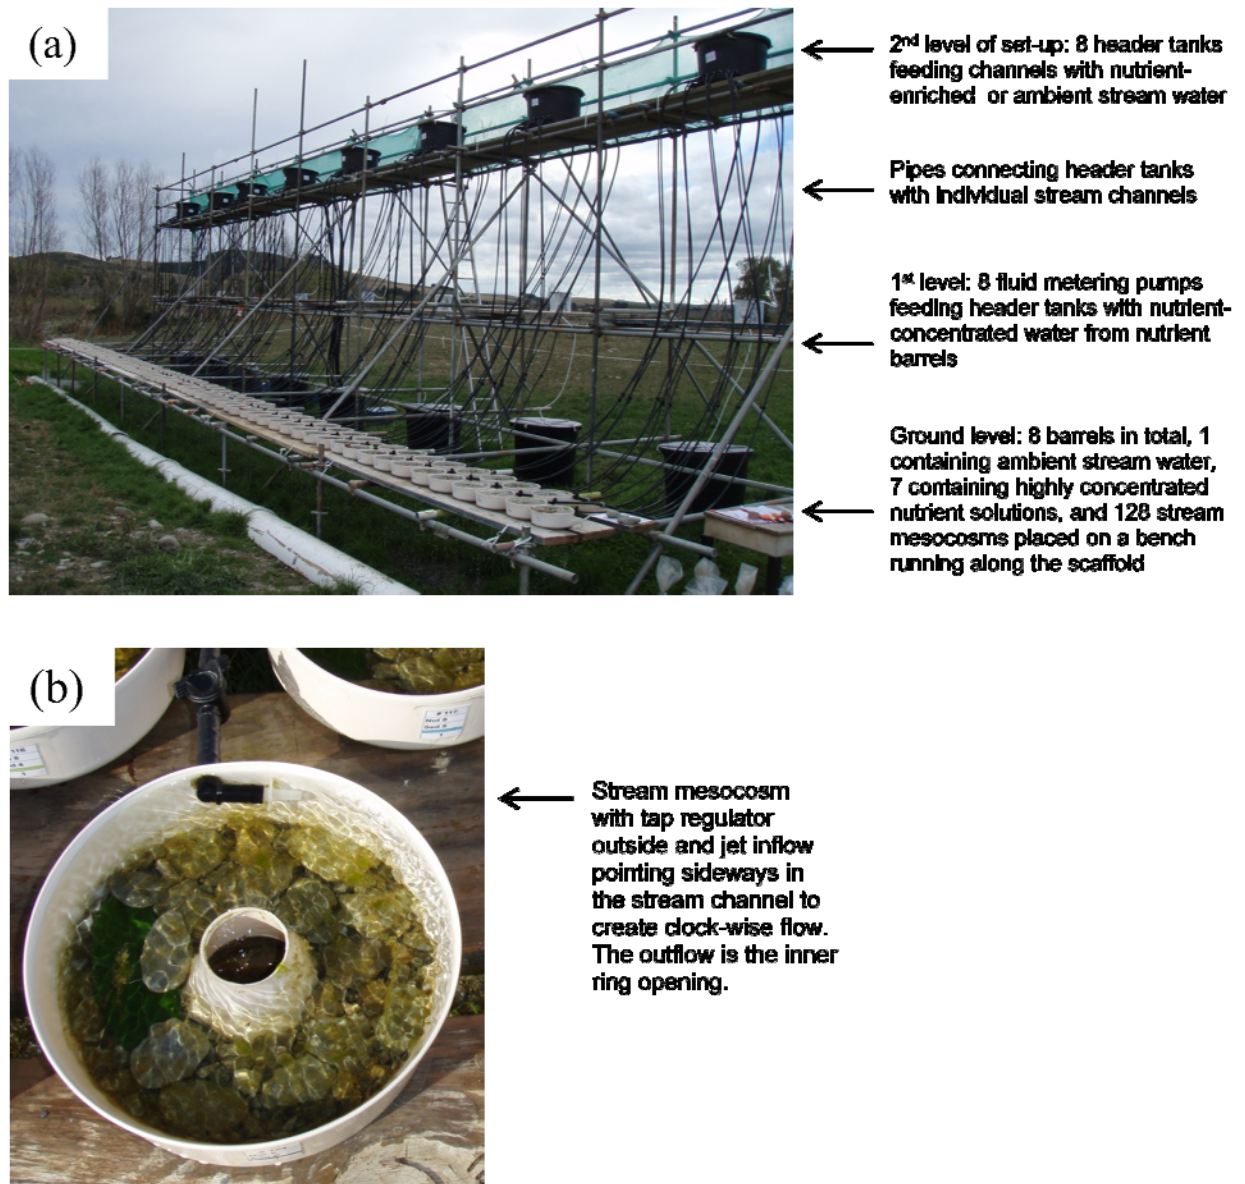 (a)
2nd level of set-up: 8 header tanks
feeding channels with nutrient-
enriched or ambient stream water
Pipes connecting header tanks
with individual stream channels
1st level: 8 fluid metering pumps
feeding header tanks with nutrient-
concentrated water from nutrient
barrels
Ground level: 8 barrels in total, 1
containing ambient stream water,
7 containing highly concentrated
nutrient solutions, and 128 stream
mesocosms placed on a bench
running along the scaffold
(b)
# 117
Stream mesocosm
with tap regulator
outside and jet inflow
pointing sideways in
the stream channel to
create clock-wise flow.
The outflow is the inner
ring opening.